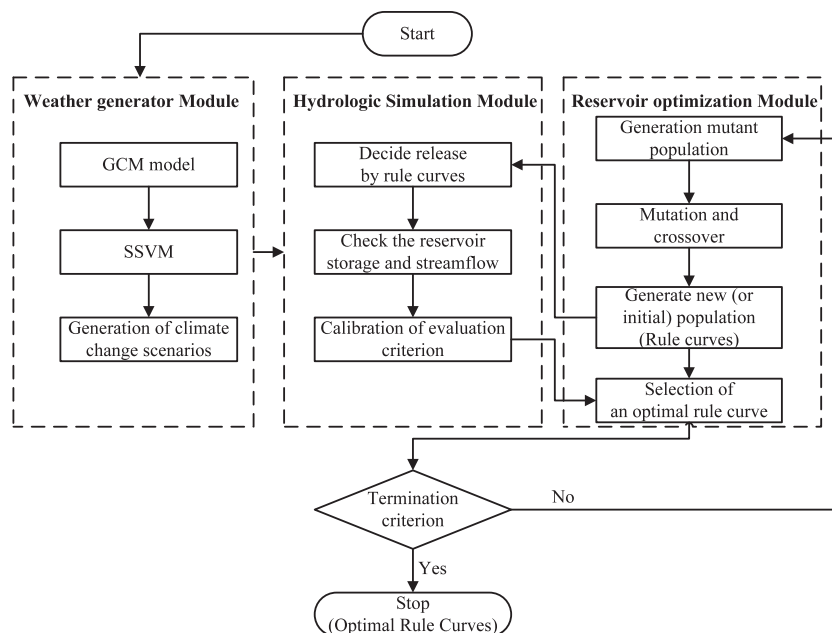 Start
Weather generator Module
GCM model
SSVM
Generation of climate
change scenarios
Hydrologic Simulation Module
Decide release
by rule curves
Check the reservoir
storage and streamflow
Calibration of evaluation
criterion
Reservoir optimization Module
Generation mutant
population
Mutation and
crossover
Generate new (or
initial) population
(Rule curves)
Selection of
an optimal rule curve
Termination
criterion
No
Yes
Stop
(Optimal Rule Curves)